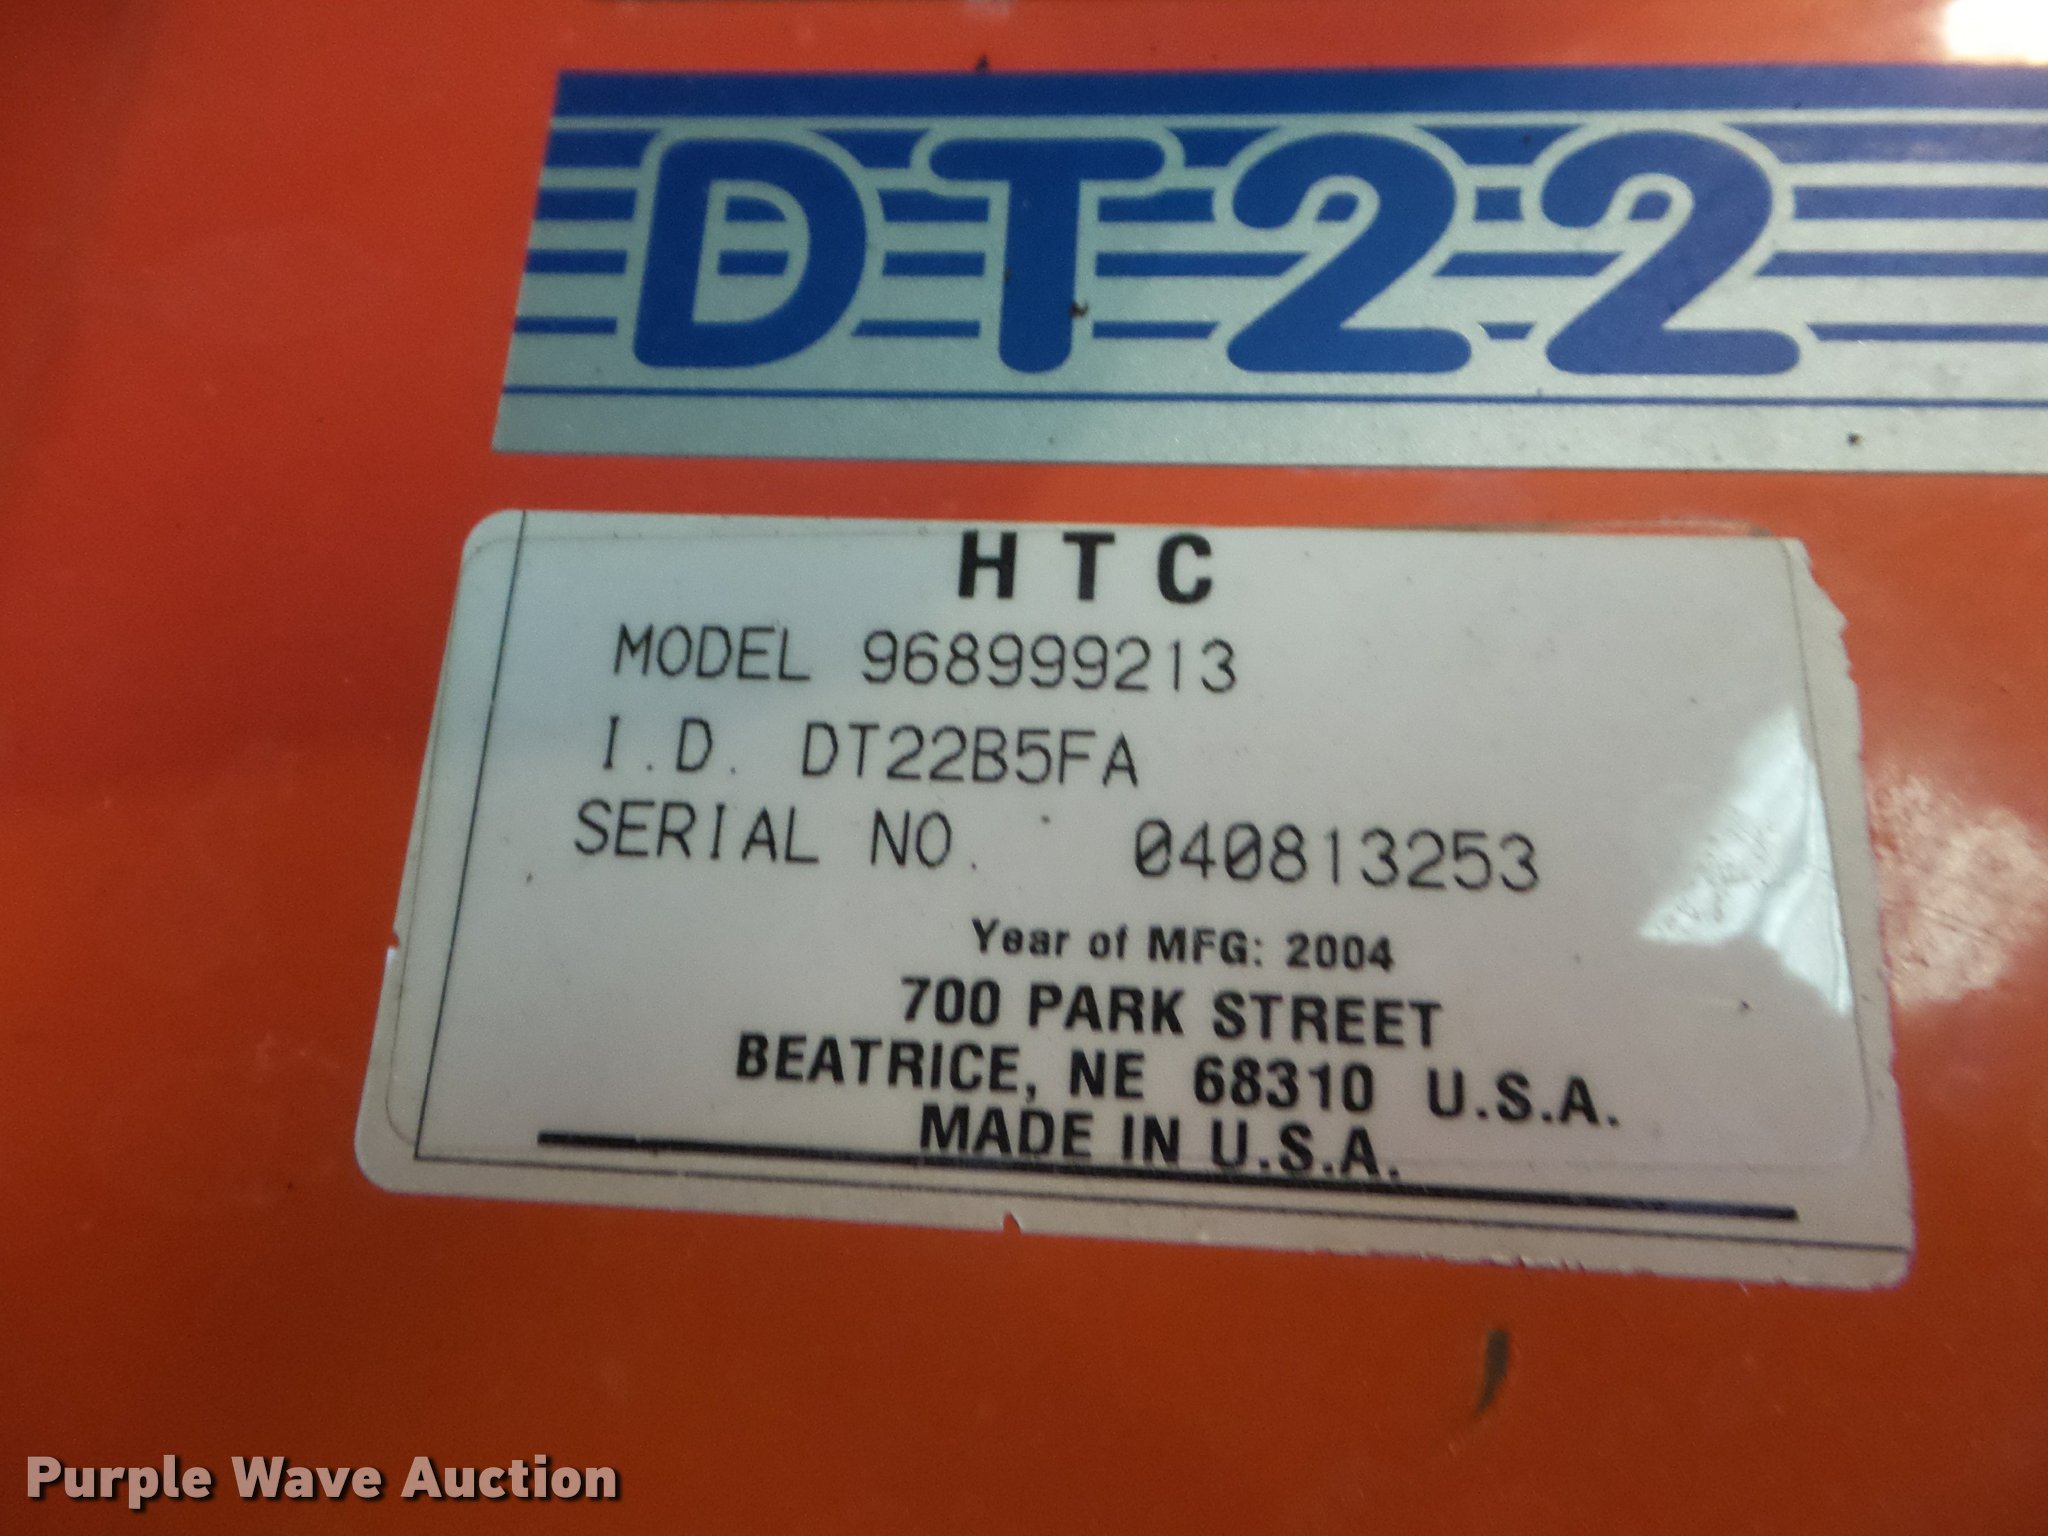 DT22
HTC
MODEL 968999213
I.D. DT22B5FA
SERIAL NO. 040813253
Year of MFG: 2004
700 PARK STREET
BEATRICE, NE 68310 U.S.A.
MADE IN U.S.A.
Purple Wave Auction